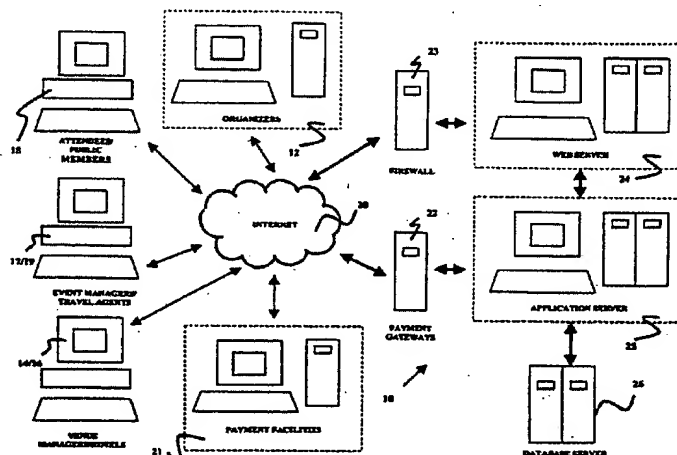 18
ATTENDEES/
PUBLIC
MEMBERS
ORGANIZERS
12
23
FIREWALL
WEB SERVER
24
INTERNET
20
17/19
EVENT MANAGERS/
TRAVEL AGENTS
22
PAYMENT
GATEWAYS
APPLICATION SERVER
25
14/16
VENUE
MANAGERS/HOTELS
PAYMENT FACILITIES
21
10
26
DATABASE SERVER